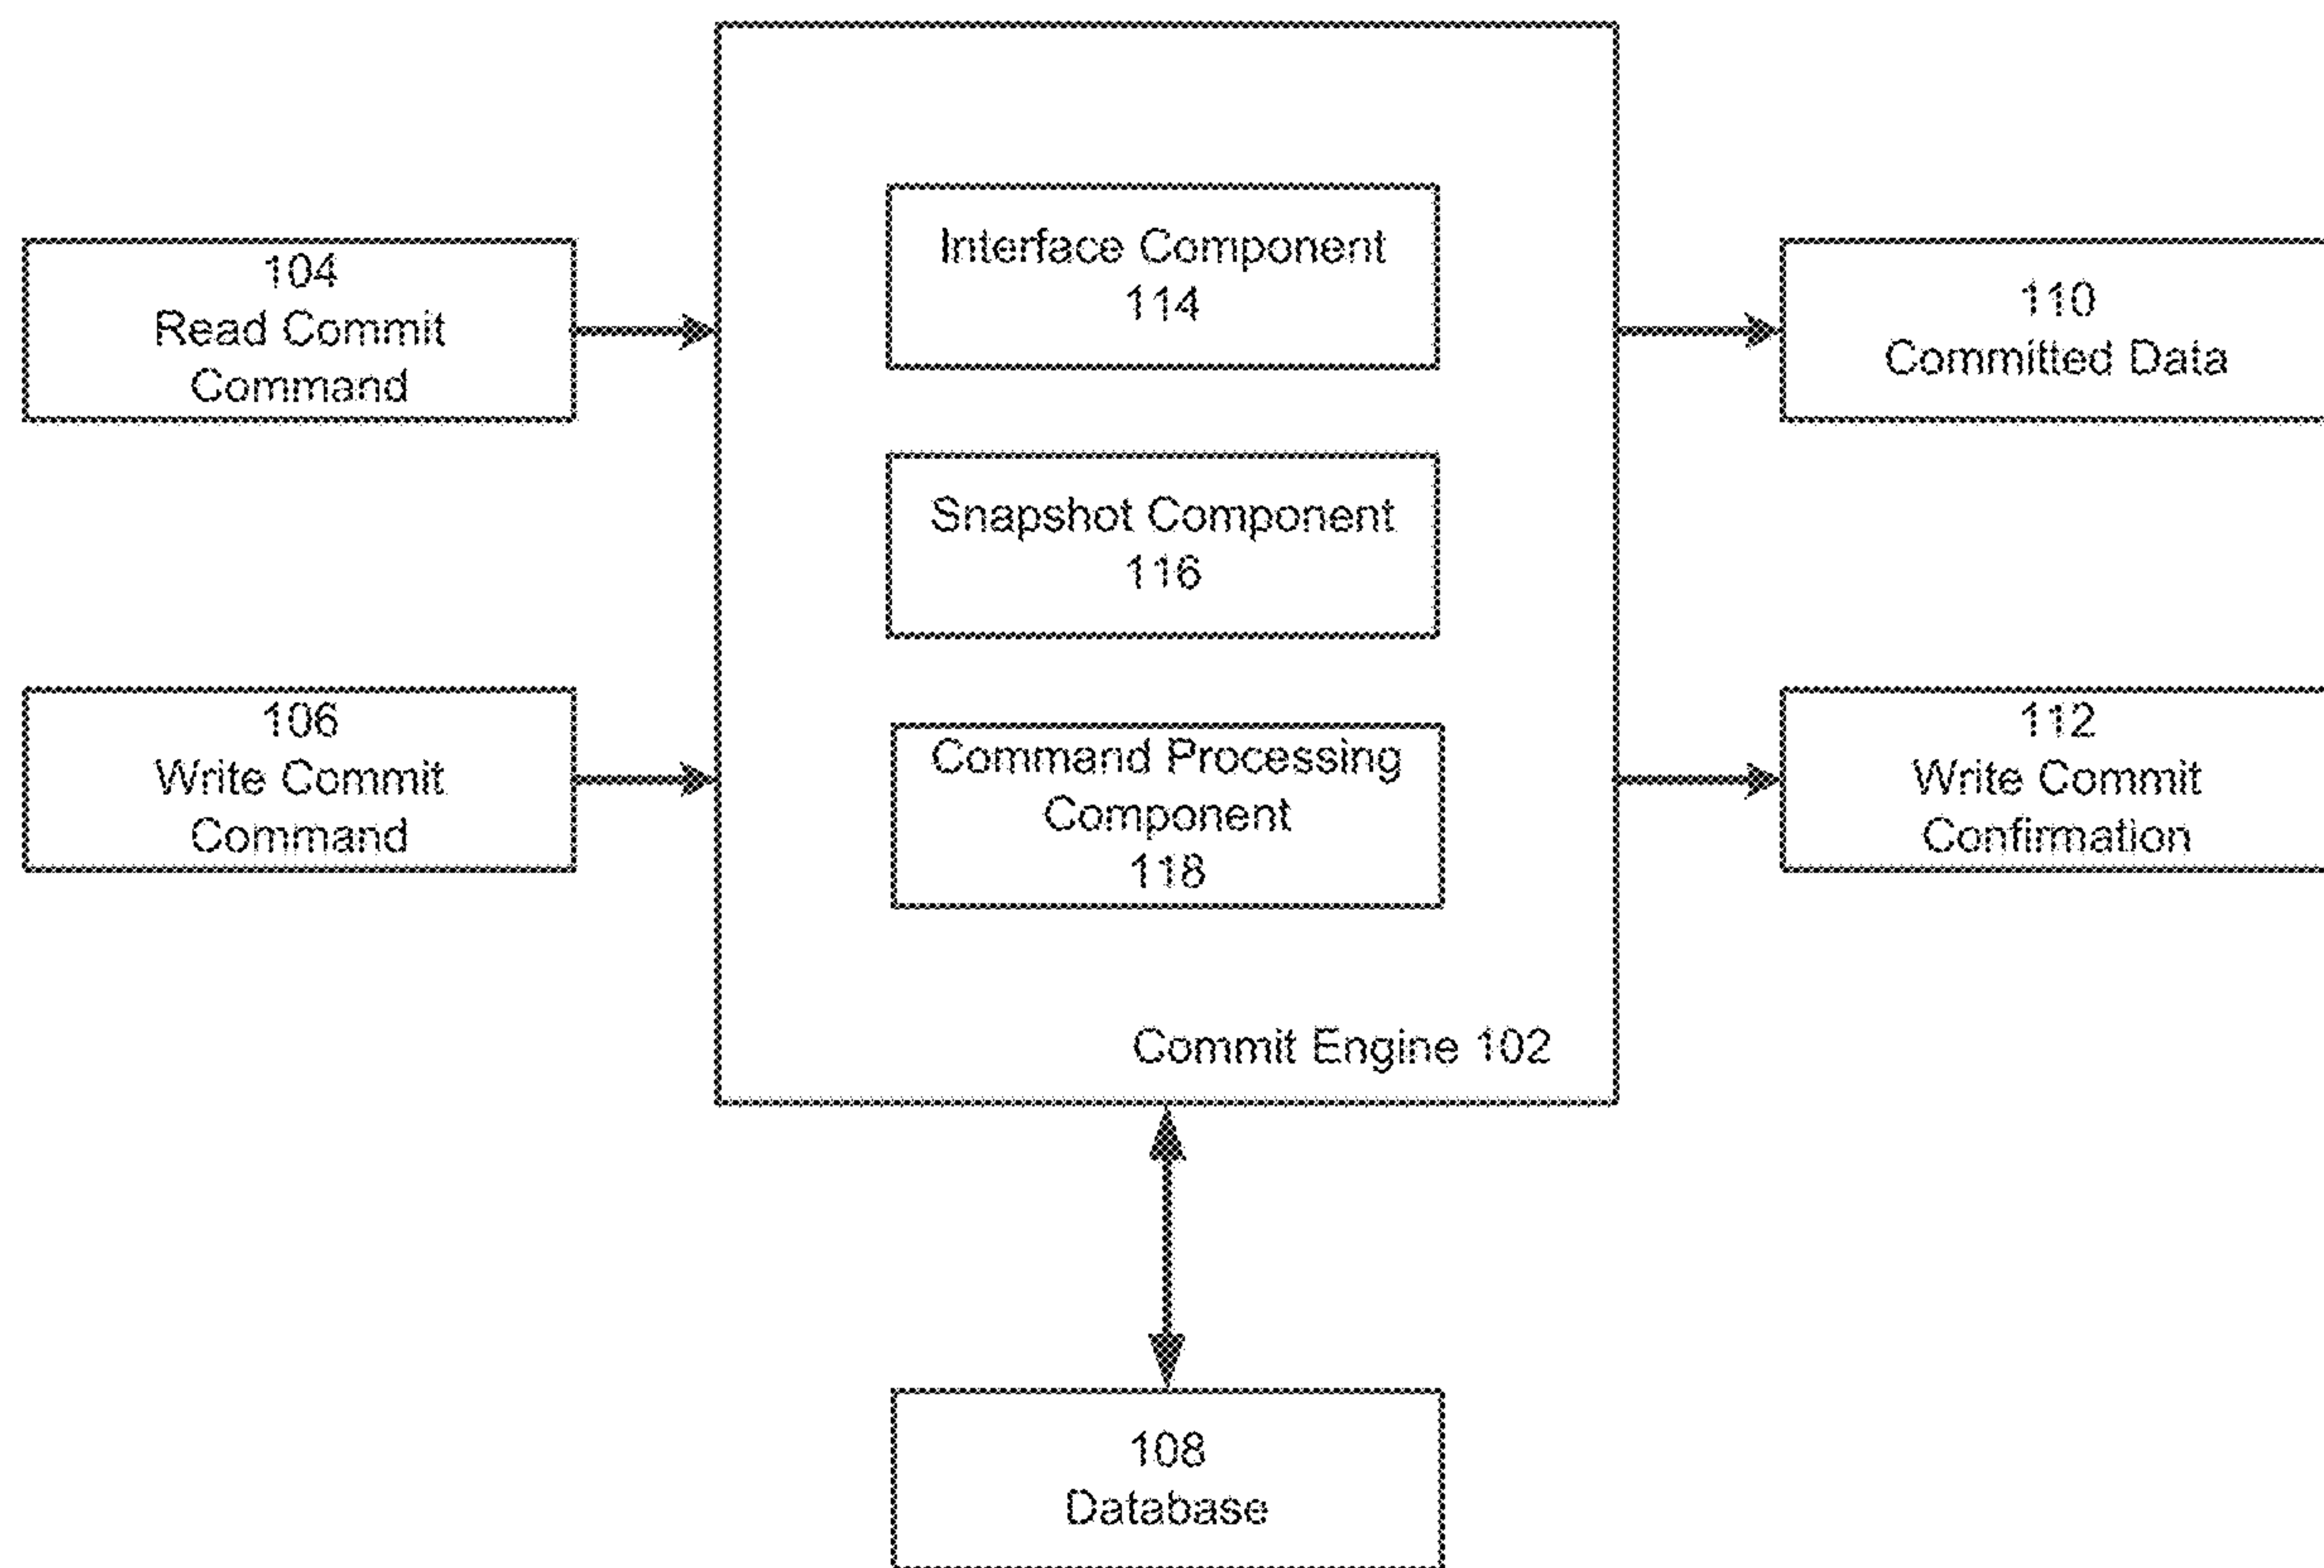 104
Read Commit
Command
106
Write Commit
Command
Interface Component
114
Snapshot Component
116
Command Processing
Component
118
Commit Engine 102
110
Committed Data
112
Write Commit
Confirmation
108
Database